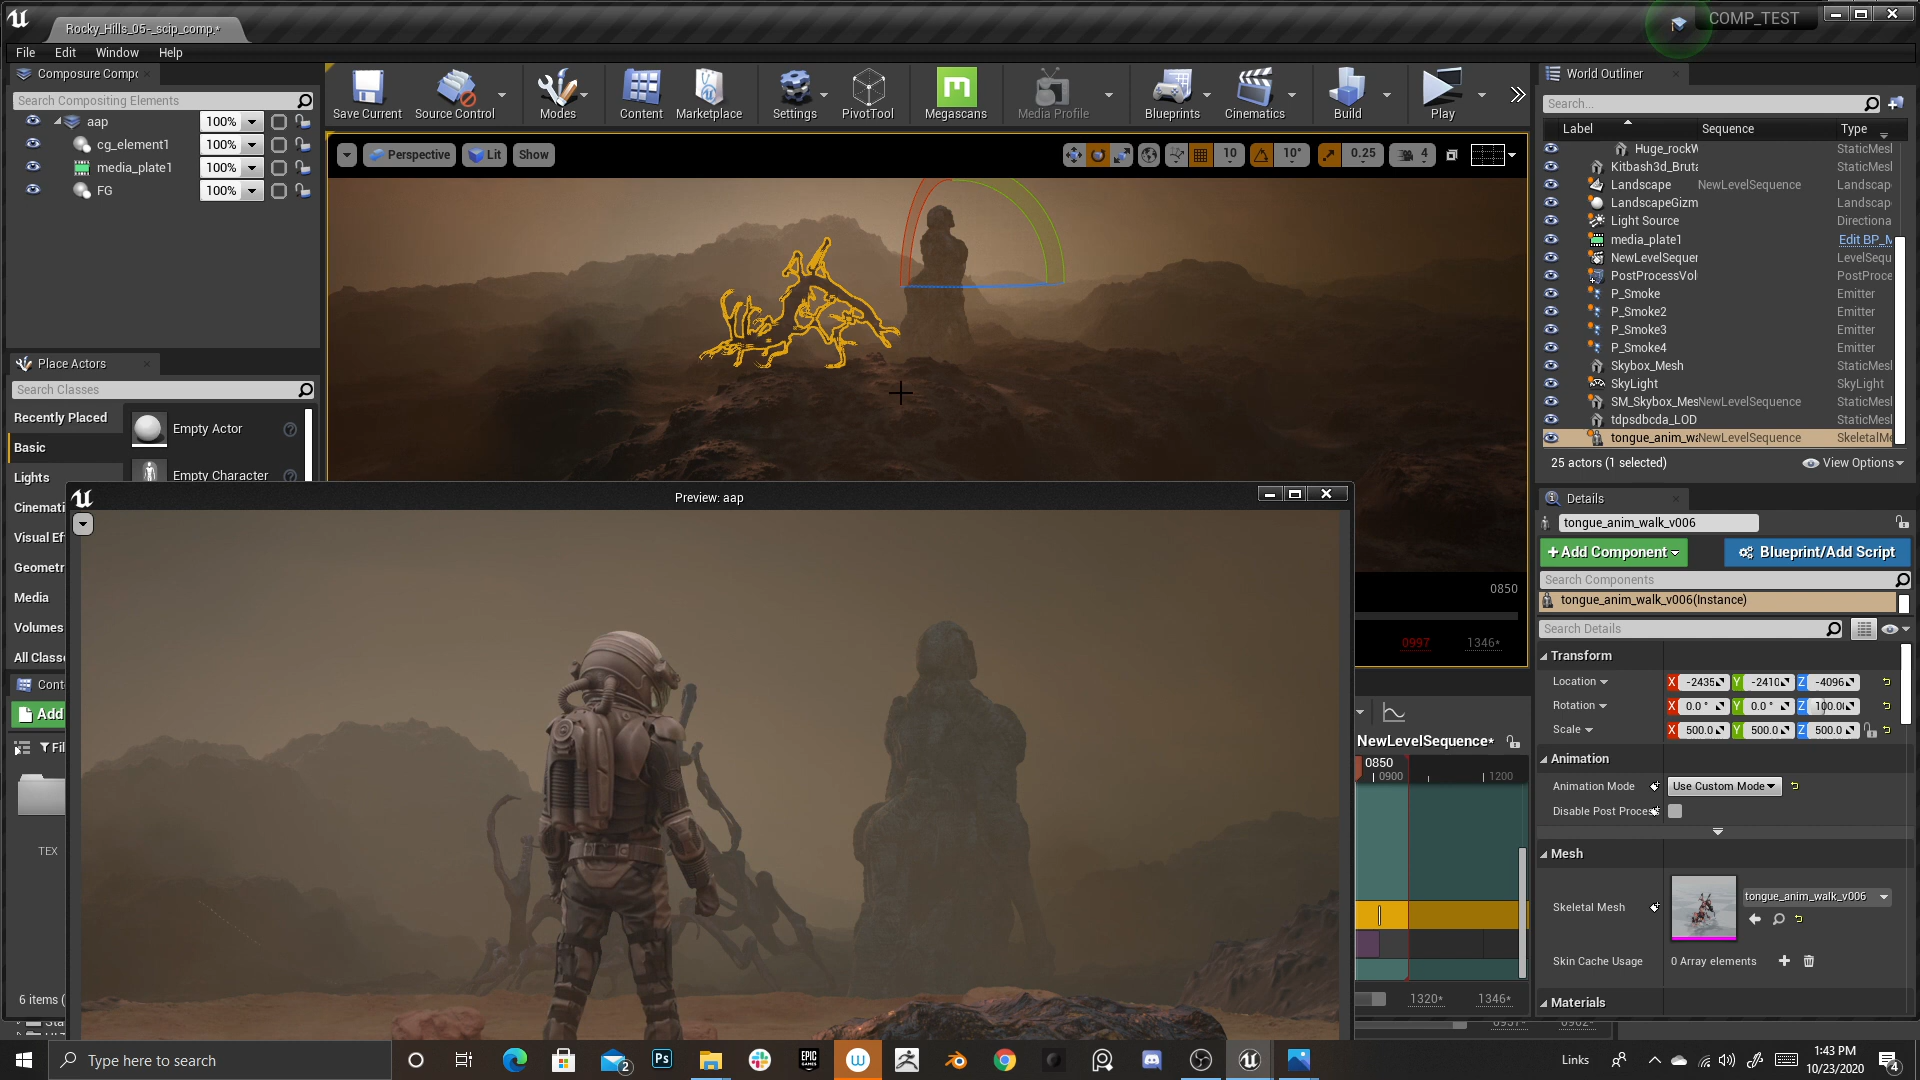 Rocky_Hills_05-_scip_comp.*
COMP_TEST
File Edit Window Help
Search Compositing Elements
aap 100%
cg_element1 100%
media_plate1 100%
FG 100%
Place Actors
Search Classes
Recently Placed
Basic
Lights
Visual Ef
Geometr
Media
Volumes
All Class
Empty Actor
Empty Character
Add
TEX
6 items (
Save Current Source Control Modes Content Marketplace Settings PivotTool Megascans Media Profile Blueprints Cinematics Build Play
Perspective Lit Show
10 10° 0.25 4
Preview: aap
0850
0997 1346*
NewLevelSequence*
0850
0900 1200
1320* 1346*
World Outliner
Search...
Label Sequence Type
Huge_rockW StaticMesl
Kitbash3d_Bruta StaticMesl
Landscape NewLevelSequence Landscap
LandscapeGizm Landscap
Light Source Directiona
media_plate1 Edit BP_M
NewLevelSequer LevelSequ
PostProcessVol PostProce
P_Smoke Emitter
P_Smoke2 Emitter
P_Smoke3 Emitter
P_Smoke4 Emitter
Skybox_Mesh StaticMesl
SkyLight SkyLight
SM_Skybox_Mes NewLevelSequence StaticMesl
tdpsdbcda_LOD StaticMesl
tongue_anim_wa NewLevelSequence SkeletalMe
25 actors (1 selected) View Options
Details
tongue_anim_walk_v006
+Add Component Blueprint/Add Script
Search Components
tongue_anim_walk_v006(Instance)
Search Details
Transform
Location X -2435 Y -2410 Z -4096
Rotation X 0.0 ° Y 0.0 ° Z 100.0
Scale X 500.0 Y 500.0 Z 500.0
Animation
Animation Mode Use Custom Mode
Disable Post Process
Mesh
Skeletal Mesh tongue_anim_walk_v006
Skin Cache Usage 0 Array elements
Materials
Type here to search
Links
1:43 PM
10/23/2020